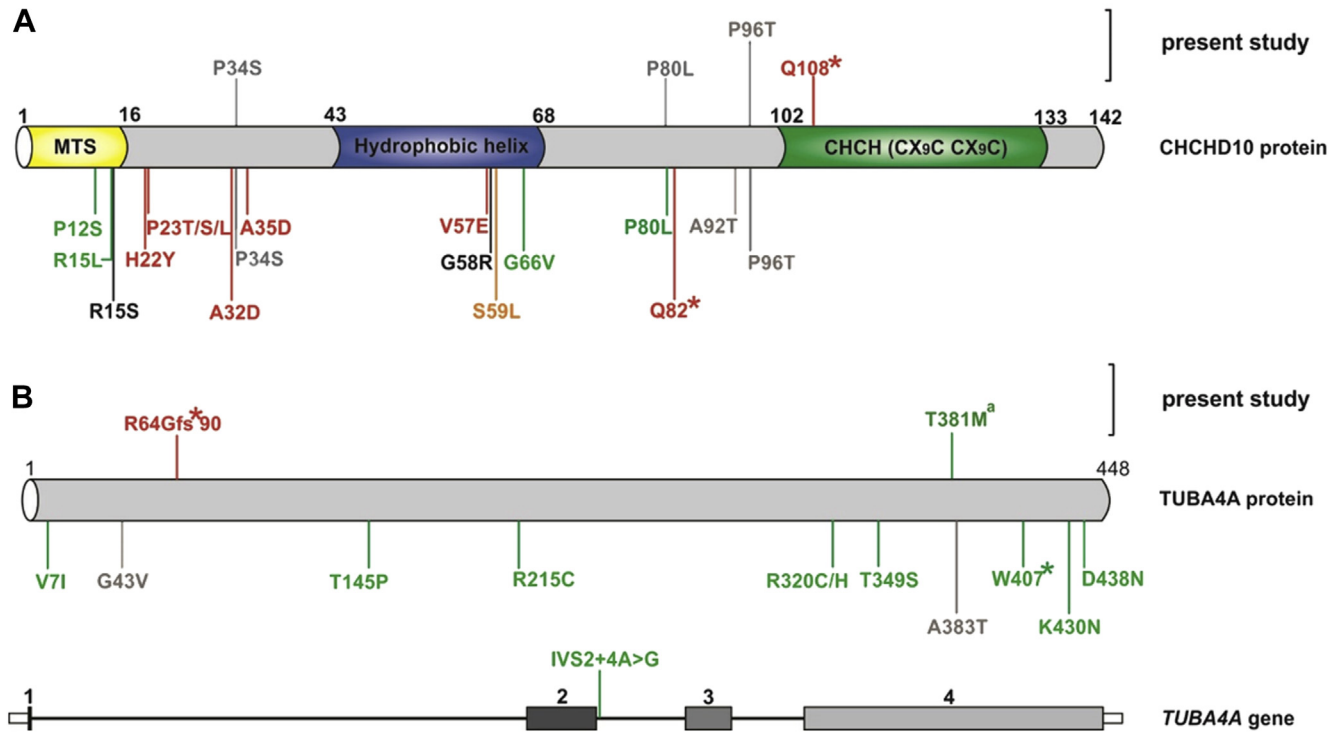 A
P96T
present study
P34S
P80L
Q108*
1 16 43 68 102 133 142
MTS
Hydrophobic helix
CHCH (CX9C CX9C)
CHCHD10 protein
P12S
P23T/S/L
A35D
V57E
P80L
A92T
R15L
H22Y
P34S
G58R
G66V
P96T
R15S
A32D
S59L
Q82*
B
present study
R64Gfs*90
T381Mᵃ
1 448
TUBA4A protein
V7I
G43V
T145P
R215C
R320C/H
T349S
W407*
D438N
A383T
K430N
IVS2+4A>G
1 2 3 4
TUBA4A gene